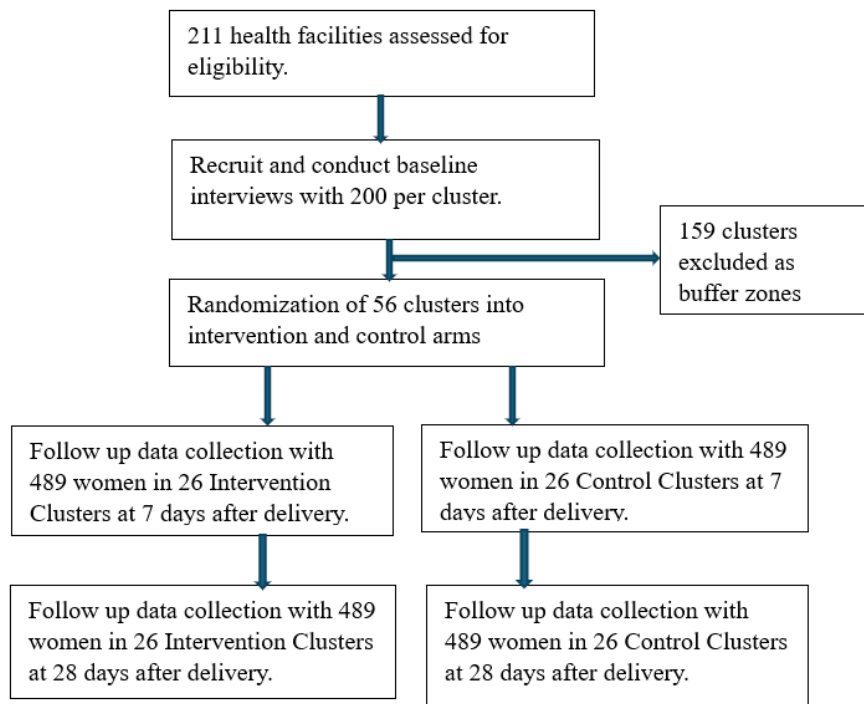 211 health facilities assessed for
eligibility.
Recruit and conduct baseline
interviews with 200 per cluster.
159 clusters
excluded as
buffer zones
Randomization of 56 clusters into
intervention and control arms
Follow up data collection with
489 women in 26 Intervention
Clusters at 7 days after delivery.
Follow up data collection with 489
women in 26 Control Clusters at 7
days after delivery.
Follow up data collection with 489
women in 26 Intervention Clusters
at 28 days after delivery.
Follow up data collection with
489 women in 26 Control Clusters
at 28 days after delivery.